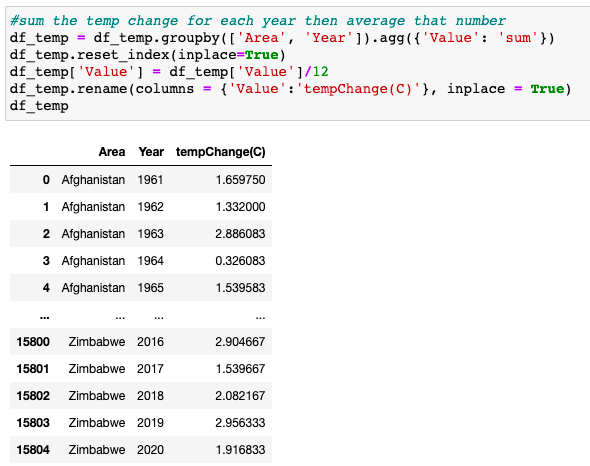 #sum the temp change for each year then average that number
df_temp = df_temp.groupby(['Area', 'Year']).agg({'Value': 'sum'})
df_temp.reset_index(inplace=True)
df_temp['Value'] = df_temp['Value']/12
df_temp.rename(columns = {'Value':'tempChange(C)'}, inplace = True)
df_temp
Area Year tempChange(C)
0 Afghanistan 1961 1.659750
1 Afghanistan 1962 1.332000
2 Afghanistan 1963 2.886083
3 Afghanistan 1964 0.326083
4 Afghanistan 1965 1.539583
... ... ... ...
15800 Zimbabwe 2016 2.904667
15801 Zimbabwe 2017 1.539667
15802 Zimbabwe 2018 2.082167
15803 Zimbabwe 2019 2.956333
15804 Zimbabwe 2020 1.916833